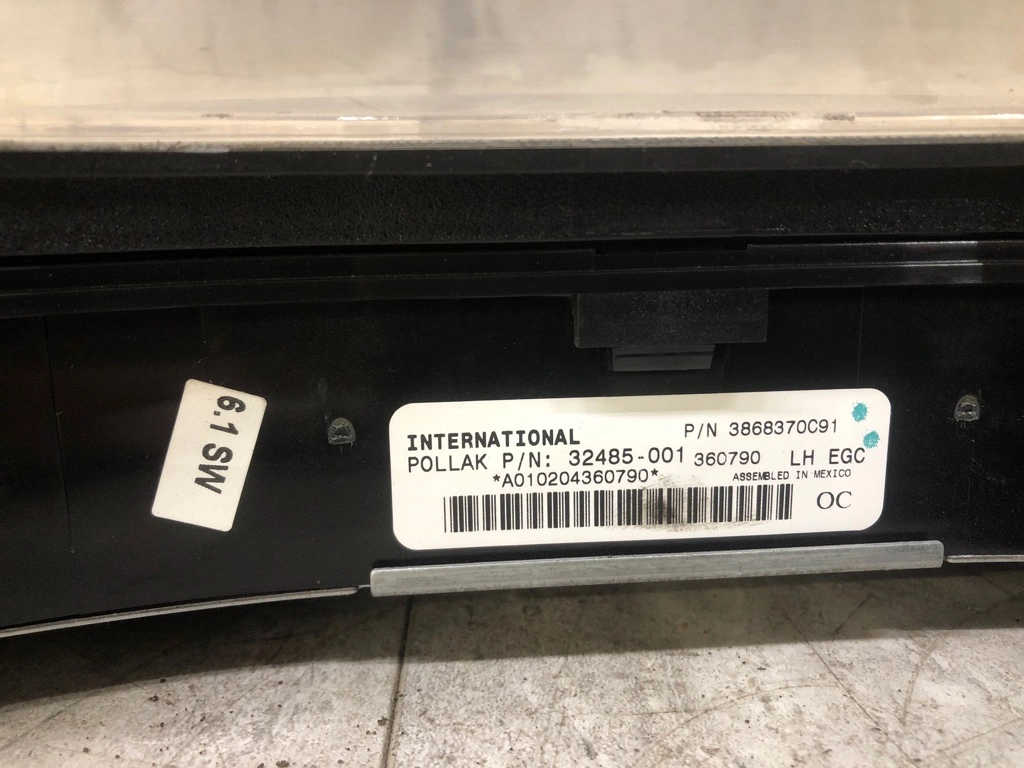 6.1 SW
INTERNATIONAL P/N 3868370C91
POLLAK P/N: 32485-001 360790 LH EGC
*A010204360790* ASSEMBLED IN MEXICO
OC